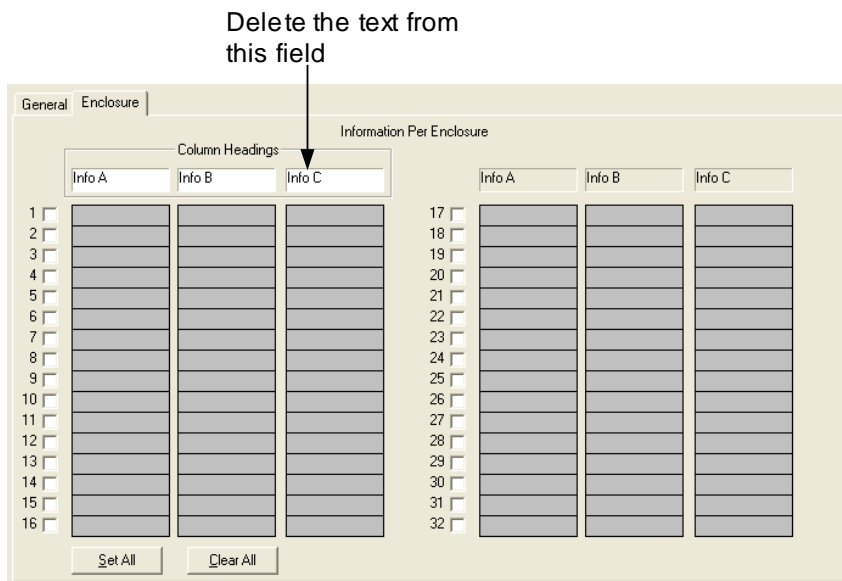 Delete the text from
this field
General Enclosure
Information Per Enclosure
Column Headings
Info A Info B Info C Info A Info B Info C
1 17
2 18
3 19
4 20
5 21
6 22
7 23
8 24
9 25
10 26
11 27
12 28
13 29
14 30
15 31
16 32
Set All Clear All